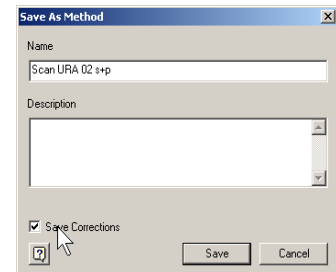 Save As Method
Name
Scan URA 02 s+p
Description
Save Corrections
Save Cancel